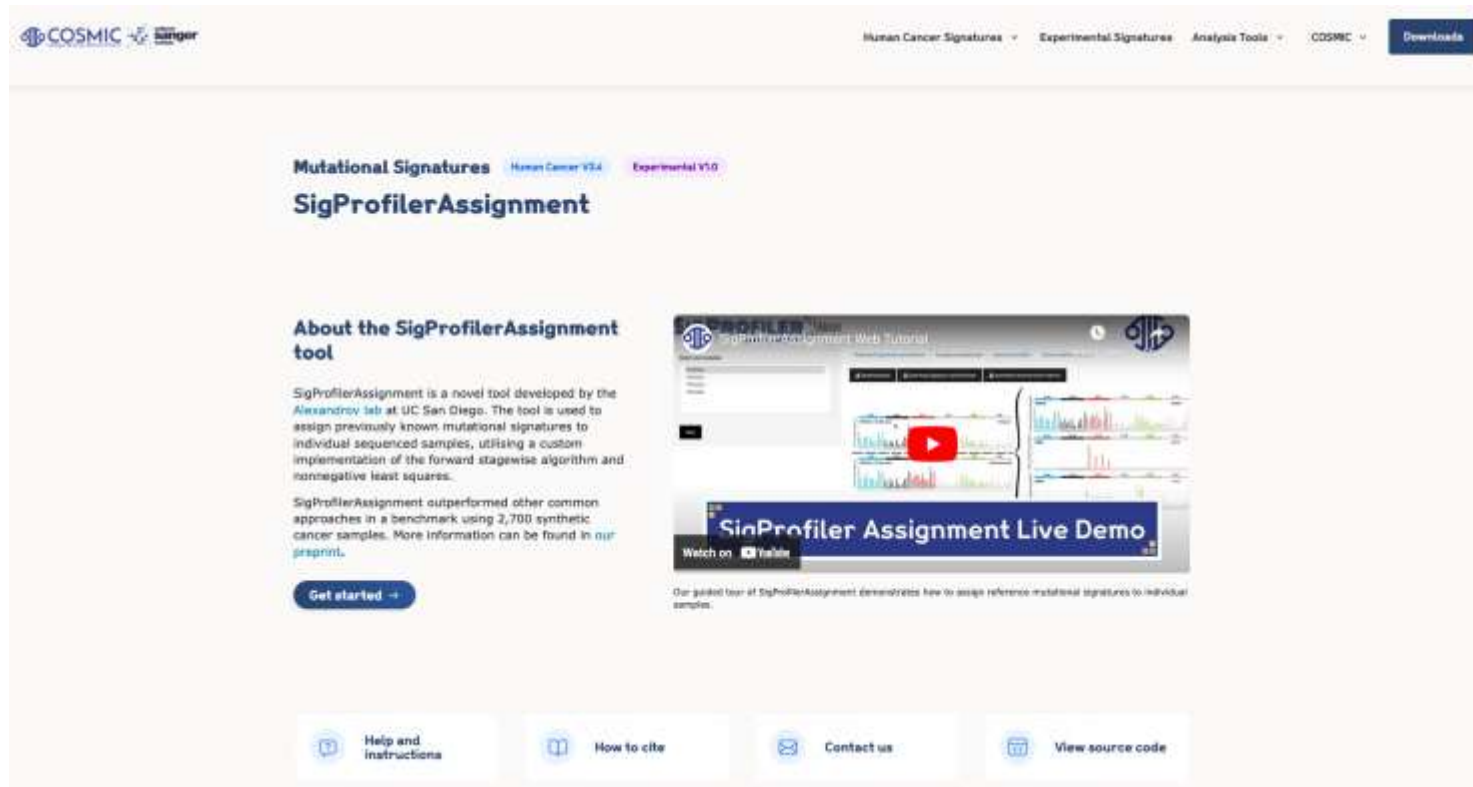 COSMIC sanger
Human Cancer Signatures
Experimental Signatures
Analysis Tools
COSMIC
Downloads
Mutational Signatures
Human Cancer V3.4
Experimental V1.0
SigProfilerAssignment
About the SigProfilerAssignment
tool
SigProfilerAssignment is a novel tool developed by the
Alexandrov lab at UC San Diego. The tool is used to
assign previously known mutational signatures to
individual sequenced samples, utilising a custom
implementation of the forward stagewise algorithm and
nonnegative least squares.
SigProfilerAssignment outperformed other common
approaches in a benchmark using 2,700 synthetic
cancer samples. More information can be found in our
preprint.
Get started →
SIGPROFILER
SigProfiler Assignment Web Tutorial
SigProfiler Assignment Live Demo
Watch on YouTube
Our guided tour of SigProfilerAssignment demonstrates how to assign reference mutational signatures to individual
samples.
Help and
instructions
How to cite
Contact us
View source code